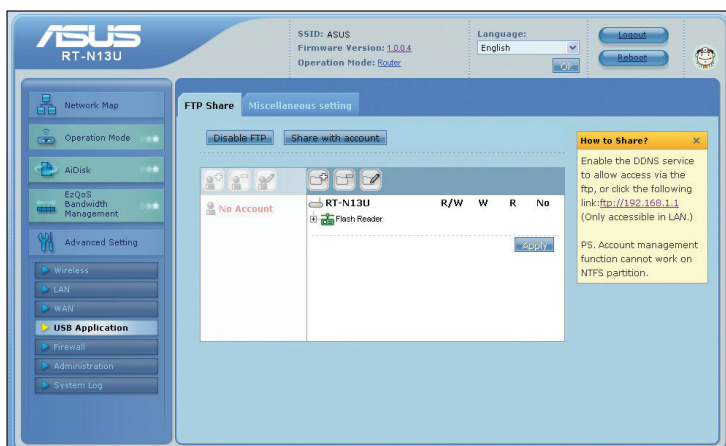 ASUS
RT-N13U
SSID: ASUS
Firmware Version: 1.0.0.4
Operation Mode: Router
Language:
English
Logout
Reboot
Network Map
Operation Mode
AiDisk
EzQoS
Bandwidth
Management
Advanced Setting
Wireless
LAN
WAN
USB Application
Firewall
Administration
System Log
FTP Share
Miscellaneous setting
Disable FTP
Share with account
No Account
RT-N13U R/W W R No
Flash Reader
Apply
How to Share? ×
Enable the DDNS service
to allow access via the
ftp, or click the following
link:ftp://192.168.1.1
(Only accessible in LAN.)
PS. Account management
function cannot work on
NTFS partition.